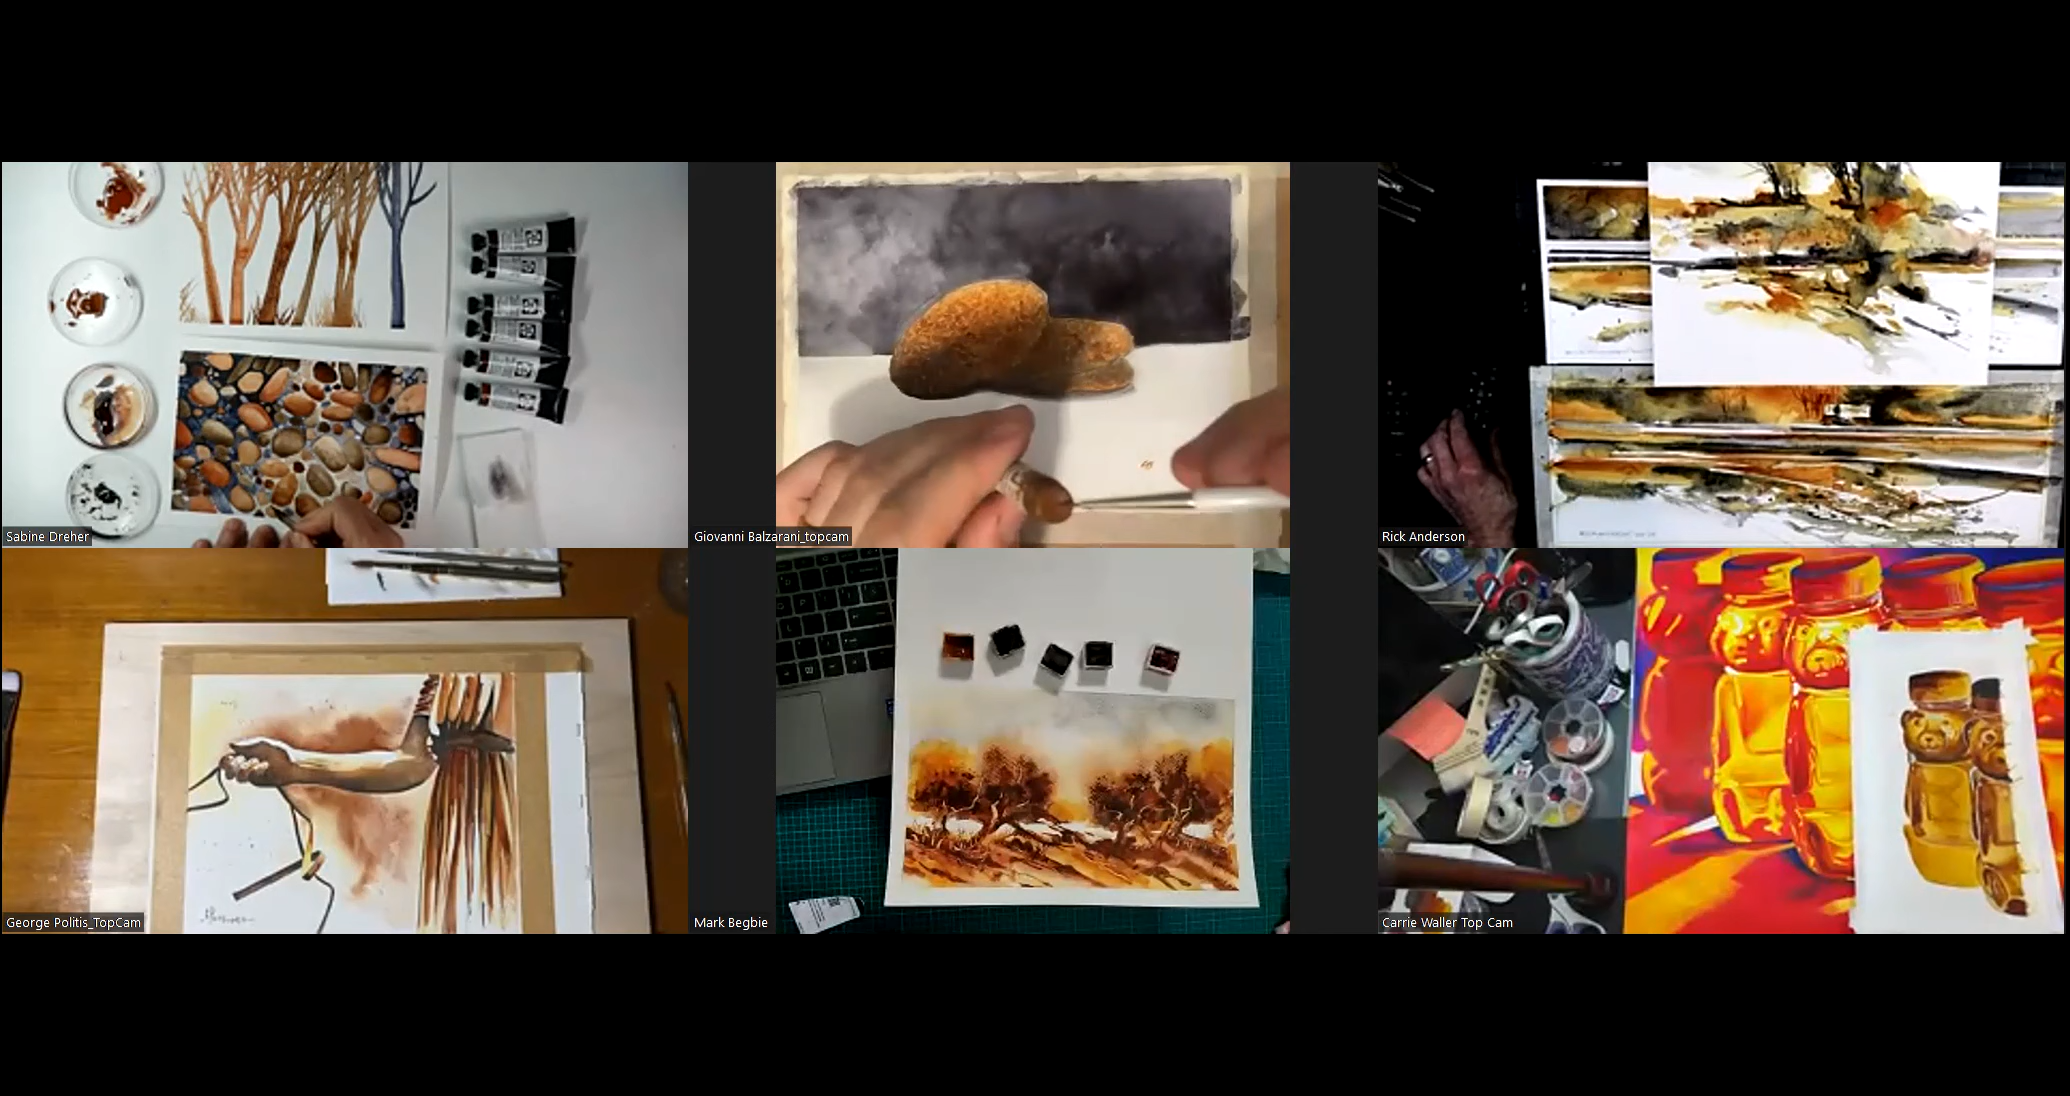 Sabine Dreher
Giovanni Balzarani_topcam
Rick Anderson
George Politis_TopCam
Mark Begbie
Carrie Waller Top Cam